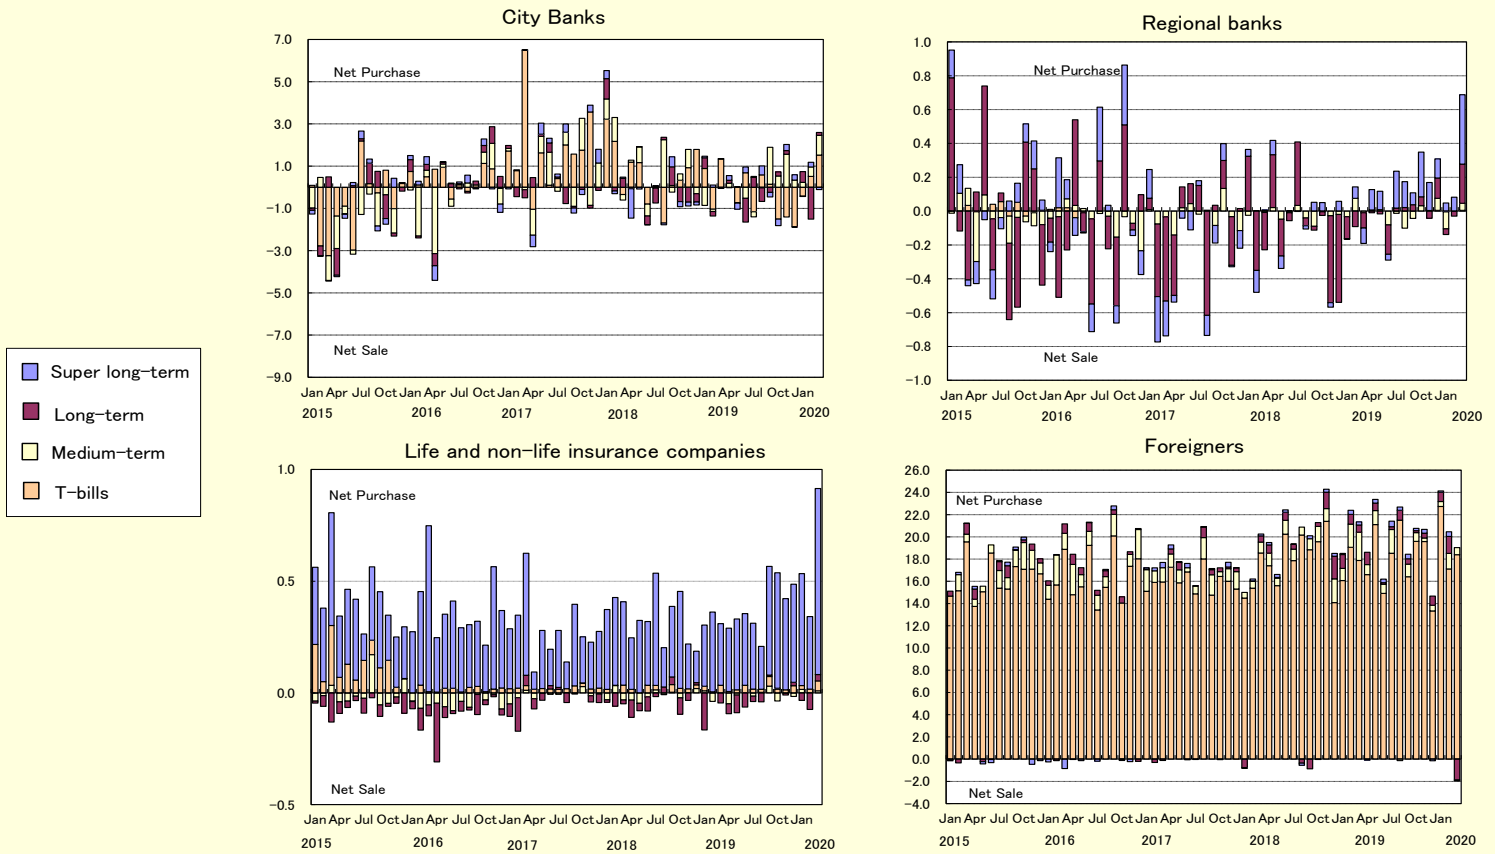 City Banks
7.0
5.0
3.0
1.0
−1.0
−3.0
−5.0
−7.0
−9.0
Net Purchase
Net Sale
Jan Apr Jul Oct Jan Apr Jul Oct Jan Apr Jul Oct Jan Apr Jul Oct Jan Apr Jul Oct Jan
2015 2016 2017 2018 2019 2020
Regional banks
1.0
0.8
0.6
0.4
0.2
0.0
−0.2
−0.4
−0.6
−0.8
−1.0
Net Purchase
Net Sale
Jan Apr Jul Oct Jan Apr Jul Oct Jan Apr Jul Oct Jan Apr Jul Oct Jan Apr Jul Oct Jan
2015 2016 2017 2018 2019 2020
Super long−term
Long−term
Medium−term
T−bills
Life and non−life insurance companies
1.0
0.5
0.0
−0.5
Net Purchase
Net Sale
Jan Apr Jul Oct Jan Apr Jul Oct Jan Apr Jul Oct Jan Apr Jul Oct Jan Apr Jul Oct Jan
2015 2016 2017 2018 2019 2020
Foreigners
26.0
24.0
22.0
20.0
18.0
16.0
14.0
12.0
10.0
8.0
6.0
4.0
2.0
0.0
−2.0
−4.0
Net Purchase
Net Sale
Jan Apr Jul Oct Jan Apr Jul Oct Jan Apr Jul Oct Jan Apr Jul Oct Jan Apr Jul Oct Jan
2015 2016 2017 2018 2019 2020